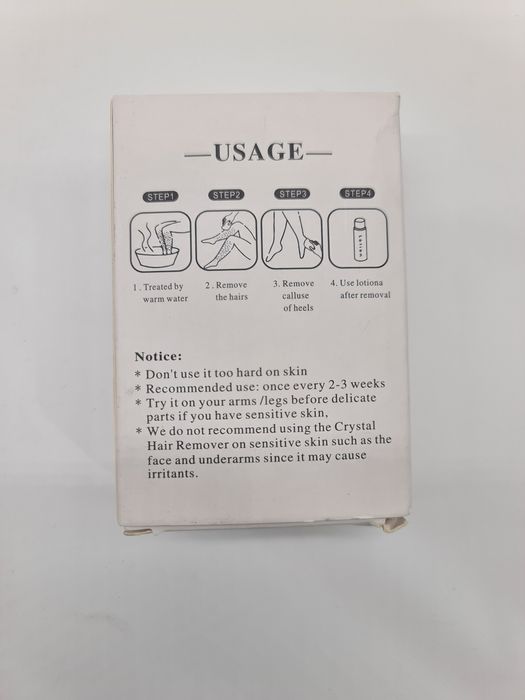 —USAGE—
STEP1 STEP2 STEP3 STEP4
Lotion
1. Treated by 2. Remove 3. Remove 4. Use lotiona
warm water the hairs calluse after removal
of heels
Notice:
* Don't use it too hard on skin
* Recommended use: once every 2-3 weeks
* Try it on your arms /legs before delicate
parts if you have sensitive skin,
* We do not recommend using the Crystal
Hair Remover on sensitive skin such as the
face and underarms since it may cause
irritants.